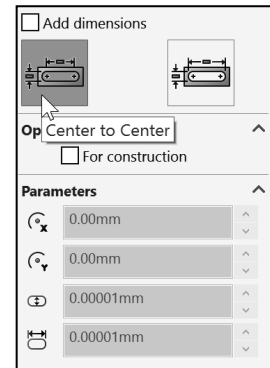 Add dimensions
Op
Center to Center
For construction
Parameters
X
0.00mm
Y
0.00mm
0.00001mm
0.00001mm